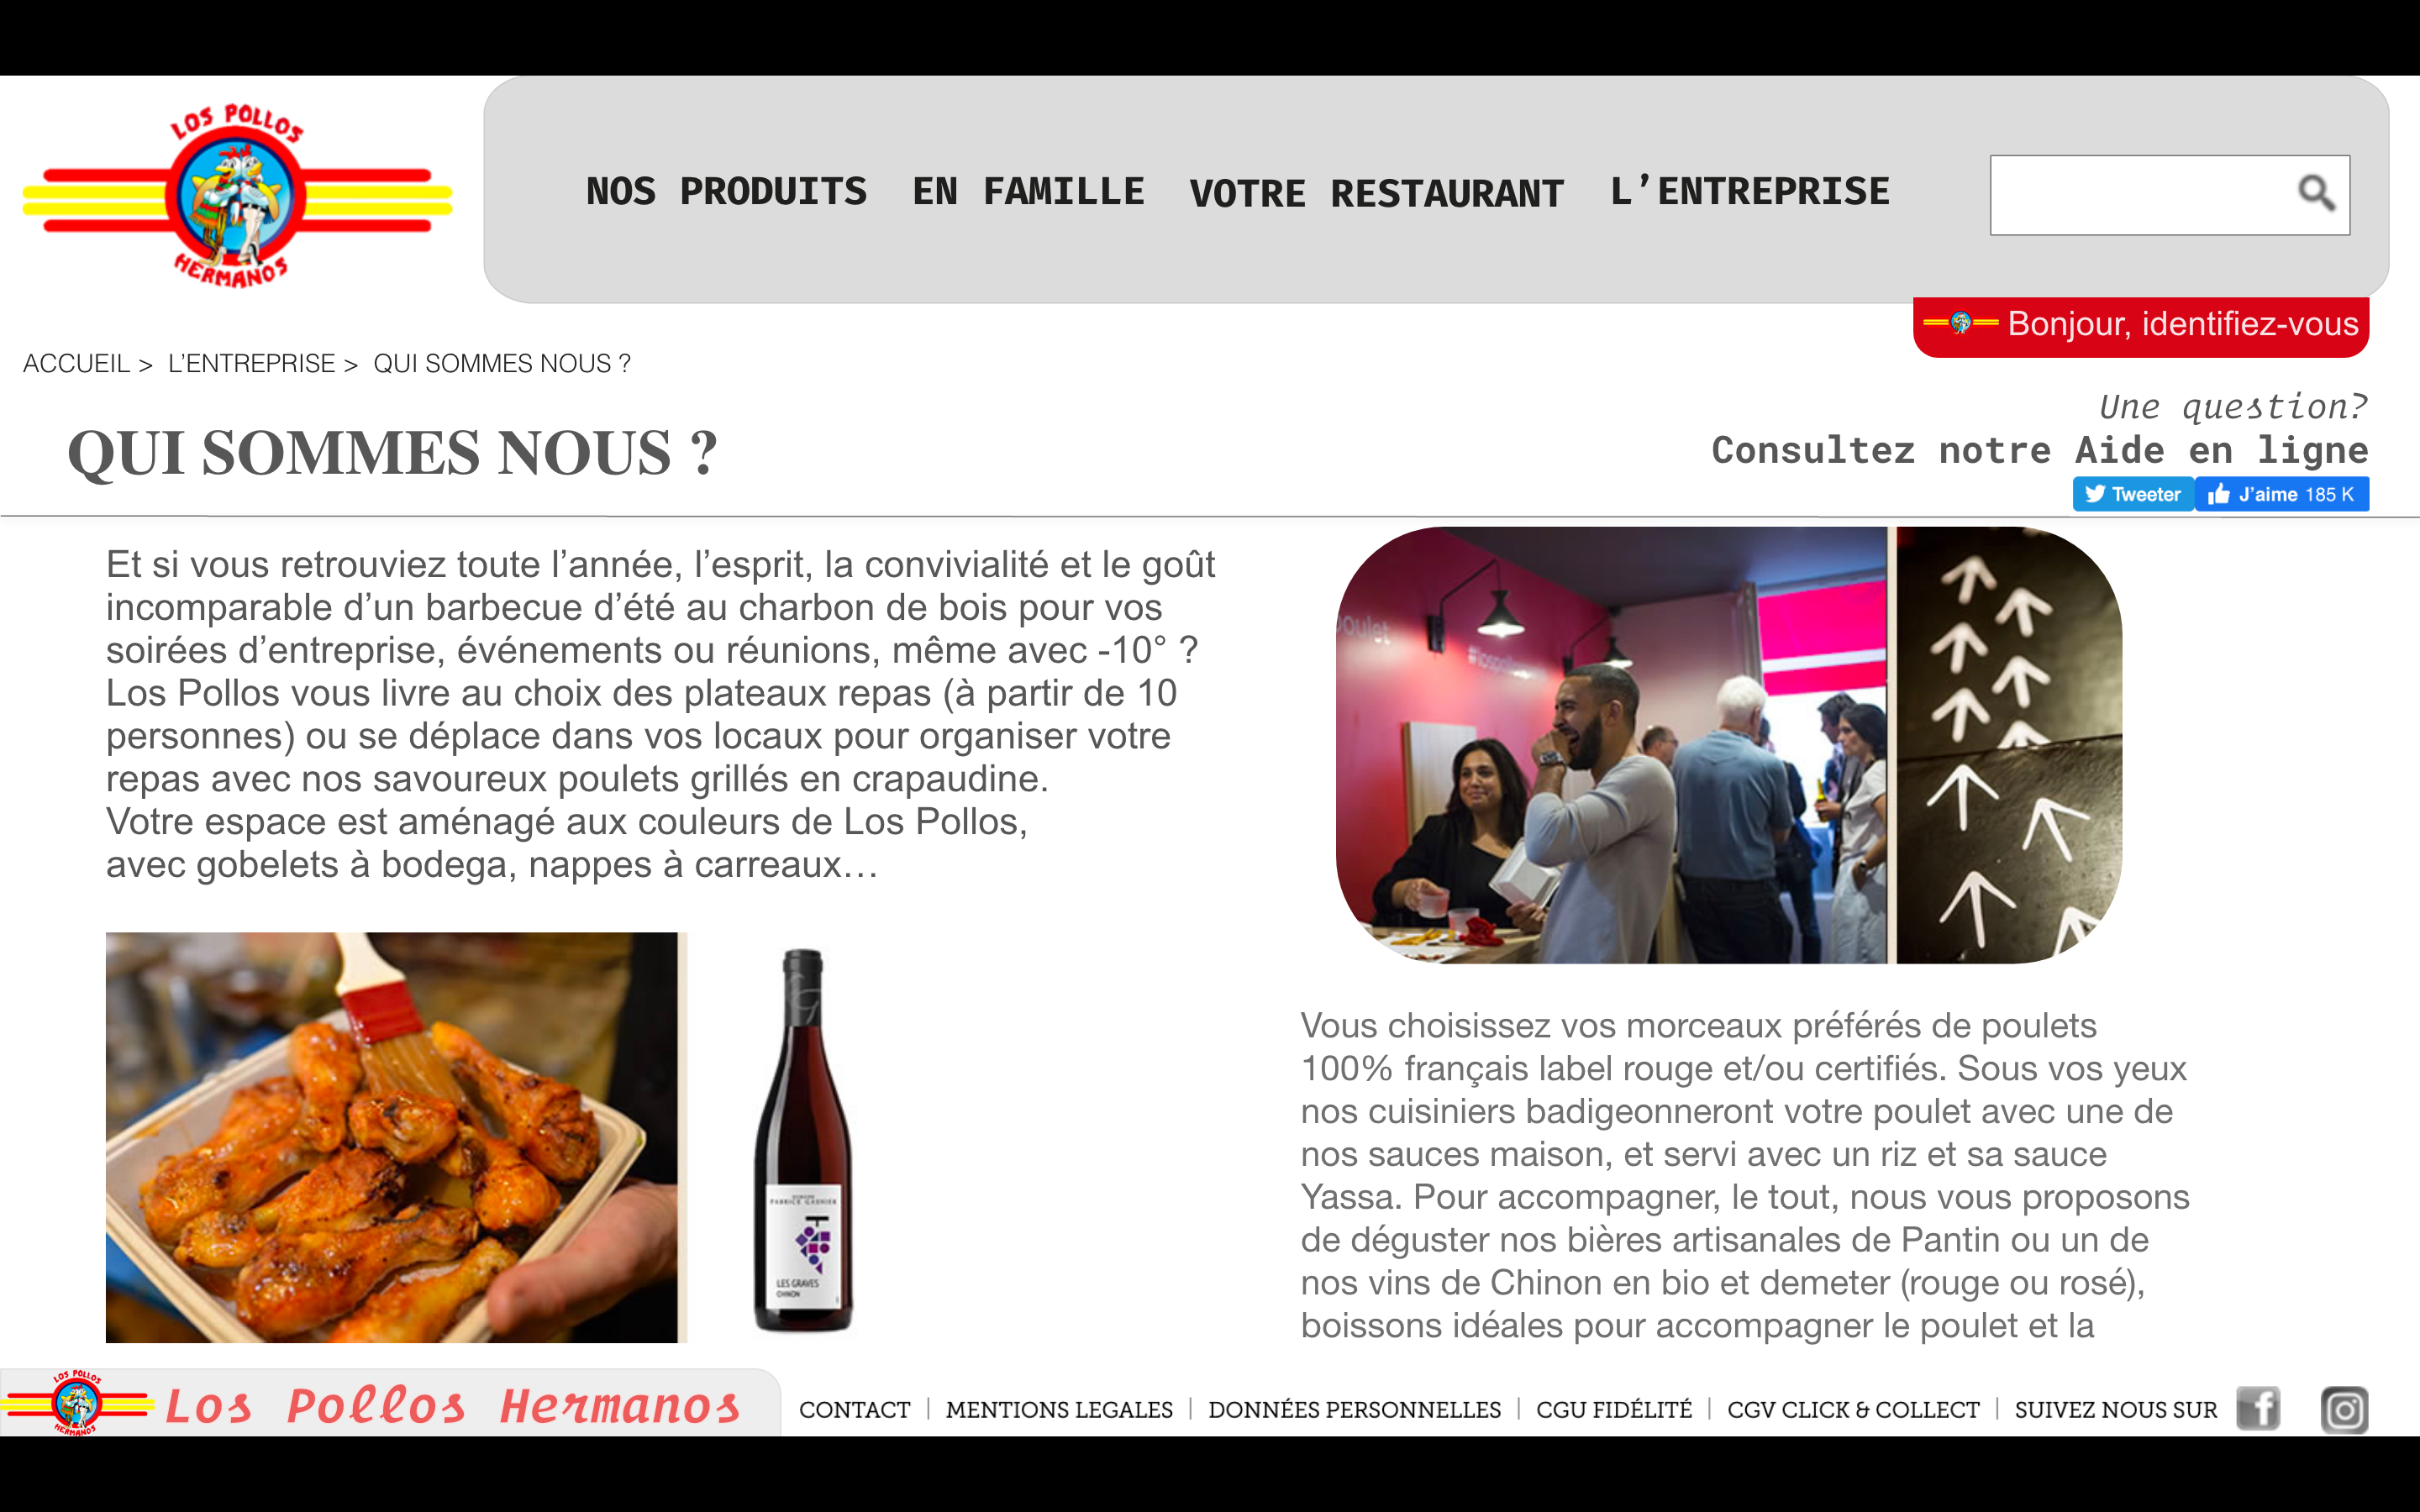 LOS POLLOS
HERMANOS
NOS PRODUITS EN FAMILLE VOTRE RESTAURANT L’ENTREPRISE
Bonjour, identifiez-vous
ACCUEIL > L’ENTREPRISE > QUI SOMMES NOUS ?
Une question?
QUI SOMMES NOUS ?
Consultez notre Aide en ligne
Tweeter J’aime 185 K
Et si vous retrouviez toute l’année, l’esprit, la convivialité et le goût
incomparable d’un barbecue d’été au charbon de bois pour vos
soirées d’entreprise, événements ou réunions, même avec -10° ?
Los Pollos vous livre au choix des plateaux repas (à partir de 10
personnes) ou se déplace dans vos locaux pour organiser votre
repas avec nos savoureux poulets grillés en crapaudine.
Votre espace est aménagé aux couleurs de Los Pollos,
avec gobelets à bodega, nappes à carreaux…
poulet
DOMAINE
FABRICE GASNIER
LES GRAVES
CHINON
Vous choisissez vos morceaux préférés de poulets
100% français label rouge et/ou certifiés. Sous vos yeux
nos cuisiniers badigeonneront votre poulet avec une de
nos sauces maison, et servi avec un riz et sa sauce
Yassa. Pour accompagner, le tout, nous vous proposons
de déguster nos bières artisanales de Pantin ou un de
nos vins de Chinon en bio et demeter (rouge ou rosé),
boissons idéales pour accompagner le poulet et la
LOS POLLOS
HERMANOS
Los Pollos Hermanos
CONTACT | MENTIONS LEGALES | DONNÉES PERSONNELLES | CGU FIDÉLITÉ | CGV CLICK & COLLECT | SUIVEZ NOUS SUR